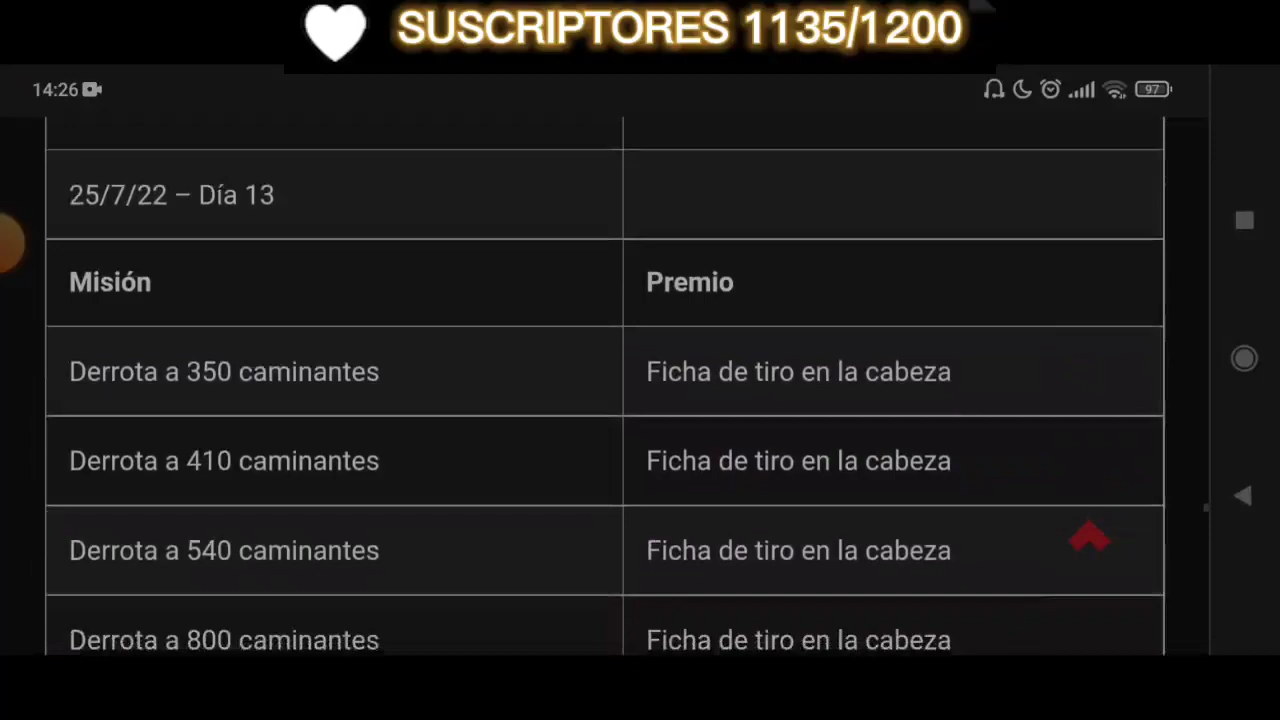 SUSCRIPTORES 1135/1200
14:26
97
25/7/22 – Día 13
Misión
Premio
Derrota a 350 caminantes
Ficha de tiro en la cabeza
Derrota a 410 caminantes
Ficha de tiro en la cabeza
Derrota a 540 caminantes
Ficha de tiro en la cabeza
Derrota a 800 caminantes
Ficha de tiro en la cabeza